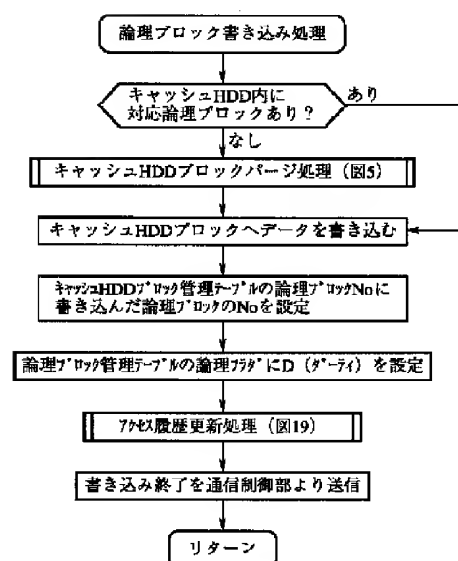 論理ブロック書き込み処理
キャッシュHDD内に
対応論理ブロックあり?
あり
なし
キャッシュHDDブロックパージ処理(図5)
キャッシュHDDブロックへデータを書き込む
ｷｬｯｼｭHDDﾌﾞﾛｯｸ管理ﾃｰﾌﾞﾙの論理ﾌﾞﾛｯｸNoに
書き込んだ論理ﾌﾞﾛｯｸのNoを設定
論理ﾌﾞﾛｯｸ管理ﾃｰﾌﾞﾙの論理ﾌﾗｸﾞにD(ﾀﾞｰﾃｨ)を設定
ｱｸｾｽ履歴更新処理(図19)
書き込み終了を通信制御部より送信
リターン